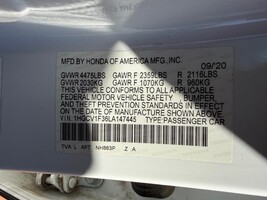 MFD.BY HONDA OF AMERICA MFG.,INC. 09/20
GVWR 4475LBS GAWR F 2359LBS R 2116LBS
GVWR 2030KG GAWR F 1070KG R 960KG
THIS VEHICLE CONFORMS TO ALL APPLICABLE
FEDERAL MOTOR VEHICLE SAFETY BUMPER,
AND THEFT PREVENTION STANDARDS IN EFFECT
ON THE DATE OF MANUFACTURE SHOWN ABOVE.
V.I.N:1HGCV1F36LA147445 TYPE:PASSENGER CAR
TVA L APT NH883P Z A